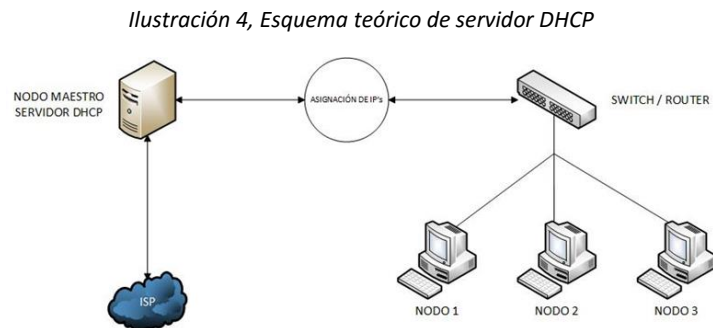 Ilustración 4, Esquema teórico de servidor DHCP
NODO MAESTRO
SERVIDOR DHCP
ASIGNACIÓN DE IP's
SWITCH / ROUTER
ISP
NODO 1
NODO 2
NODO 3